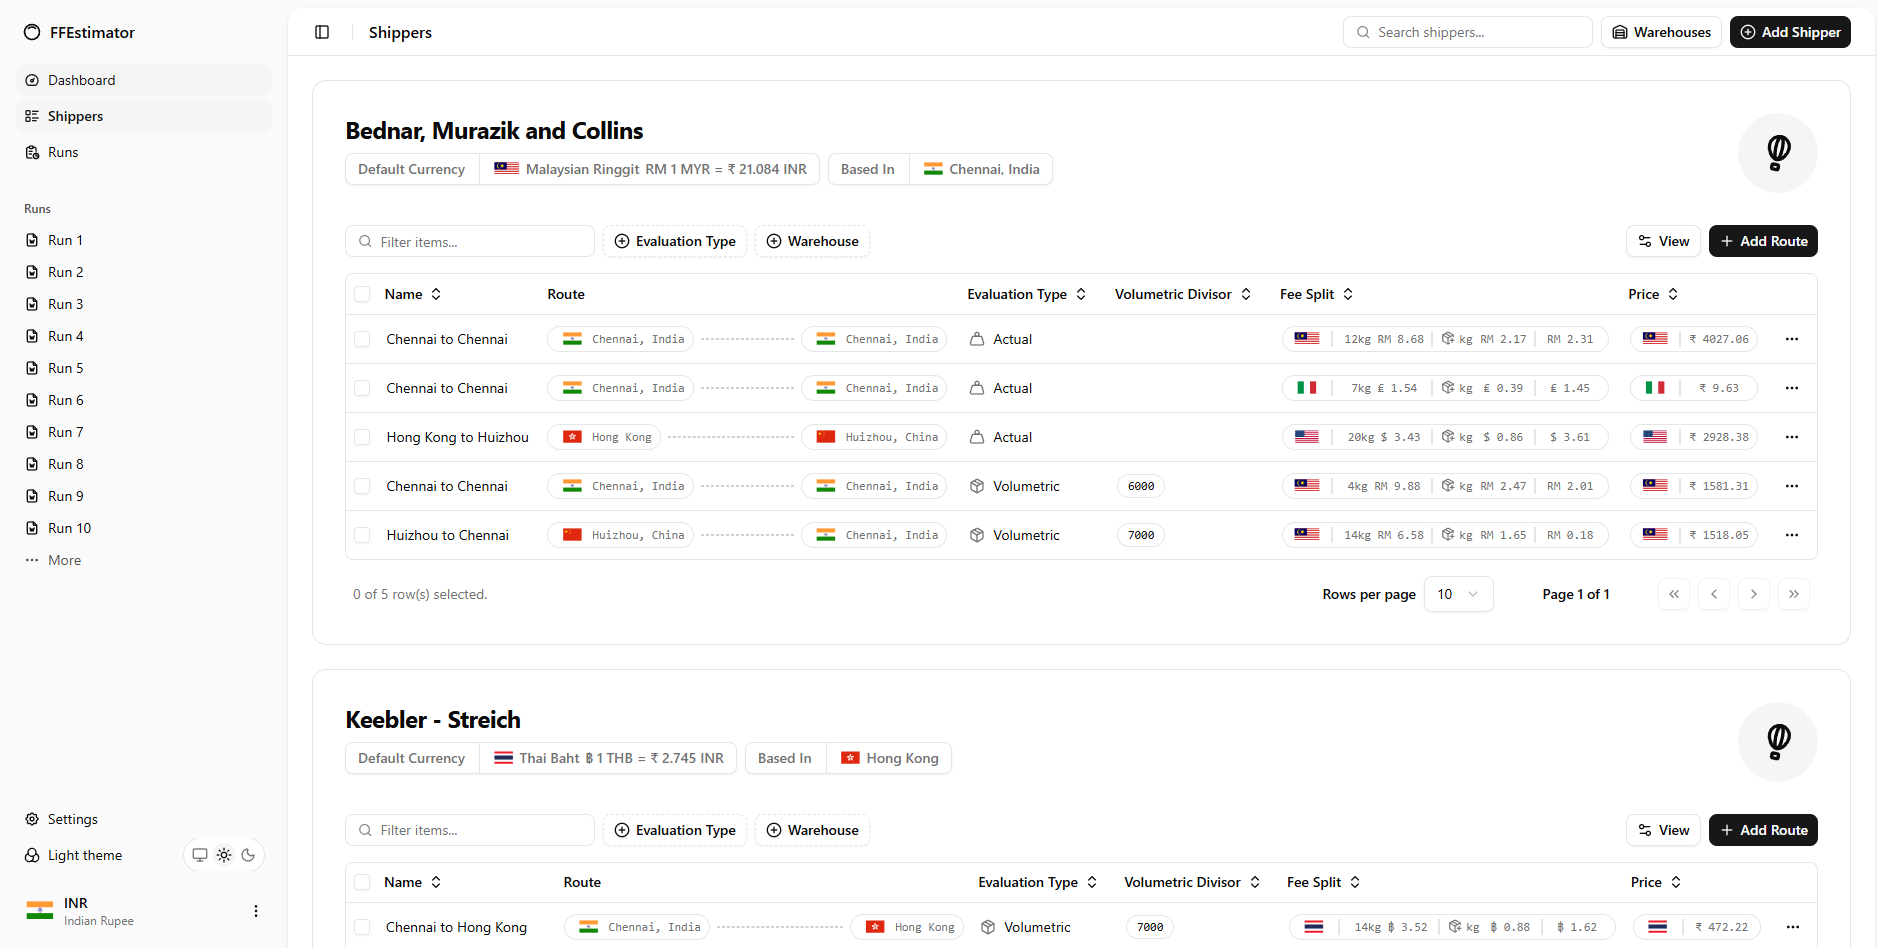 FFEstimator
Dashboard
Shippers
Runs
Runs
Run 1
Run 2
Run 3
Run 4
Run 5
Run 6
Run 7
Run 8
Run 9
Run 10
More
Settings
Light theme
INR
Indian Rupee
Shippers
Search shippers...
Warehouses
Add Shipper
Bednar, Murazik and Collins
Default Currency Malaysian Ringgit RM 1 MYR = ₹ 21.084 INR Based In Chennai, India
Filter items... Evaluation Type Warehouse View Add Route
Name Route Evaluation Type Volumetric Divisor Fee Split Price
Chennai to Chennai Chennai, India Chennai, India Actual 12kg RM 8.68 kg RM 2.17 RM 2.31 ₹ 4027.06
Chennai to Chennai Chennai, India Chennai, India Actual 7kg £ 1.54 kg £ 0.39 £ 1.45 ₹ 9.63
Hong Kong to Huizhou Hong Kong Huizhou, China Actual 20kg $ 3.43 kg $ 0.86 $ 3.61 ₹ 2928.38
Chennai to Chennai Chennai, India Chennai, India Volumetric 6000 4kg RM 9.88 kg RM 2.47 RM 2.01 ₹ 1581.31
Huizhou to Chennai Huizhou, China Chennai, India Volumetric 7000 14kg RM 6.58 kg RM 1.65 RM 0.18 ₹ 1518.05
0 of 5 row(s) selected. Rows per page 10 Page 1 of 1
Keebler - Streich
Default Currency Thai Baht ฿ 1 THB = ₹ 2.745 INR Based In Hong Kong
Filter items... Evaluation Type Warehouse View Add Route
Name Route Evaluation Type Volumetric Divisor Fee Split Price
Chennai to Hong Kong Chennai, India Hong Kong Volumetric 7000 14kg ฿ 3.52 kg ฿ 0.88 ฿ 1.62 ₹ 472.22